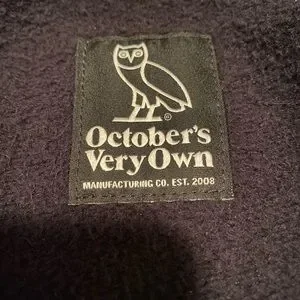 ®
October's
Very Own
MANUFACTURING CO. EST. 2008